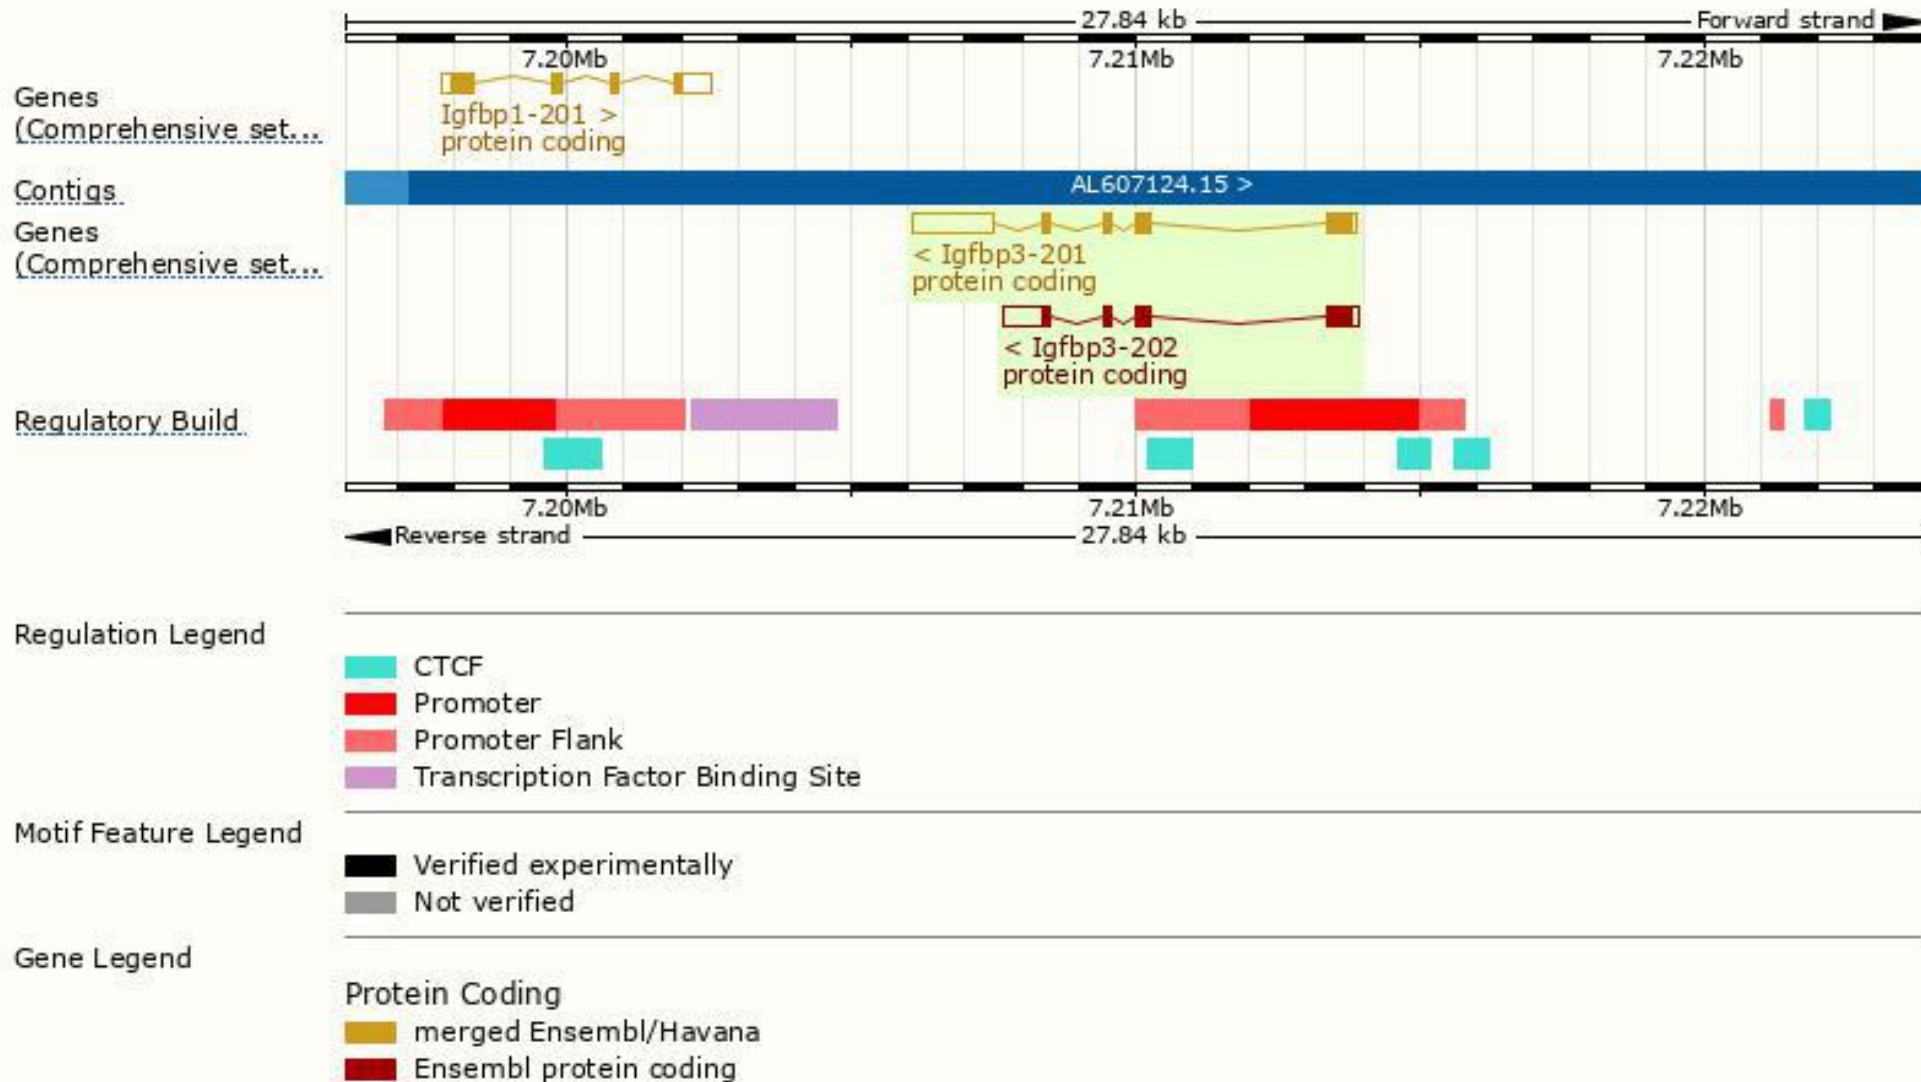 27.84 kb
Forward strand
7.20Mb 7.21Mb 7.22Mb
Genes
(Comprehensive set...
Igfbp1-201 >
protein coding
Contigs
AL607124.15 >
Genes
(Comprehensive set...
< Igfbp3-201
protein coding
< Igfbp3-202
protein coding
Regulatory Build
7.20Mb 7.21Mb 7.22Mb
Reverse strand
27.84 kb
Regulation Legend
CTCF
Promoter
Promoter Flank
Transcription Factor Binding Site
Motif Feature Legend
Verified experimentally
Not verified
Gene Legend
Protein Coding
merged Ensembl/Havana
Ensembl protein coding